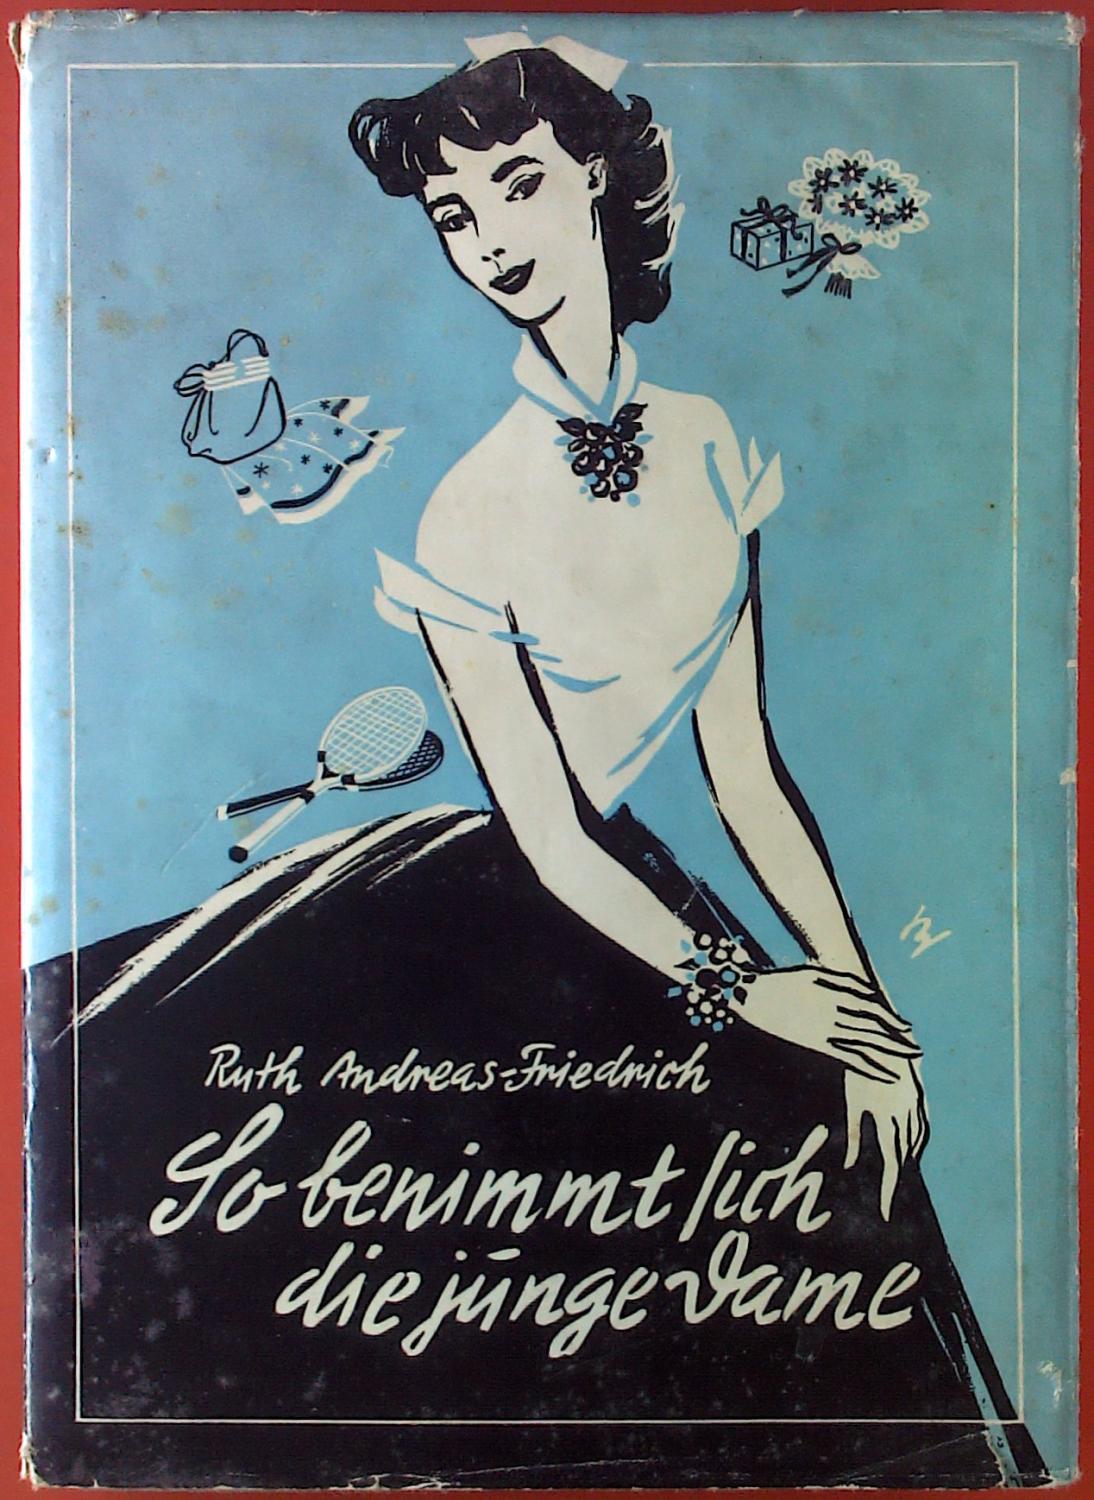 Ruth Andreas-Friedrich
So benimmt sich
die junge Dame